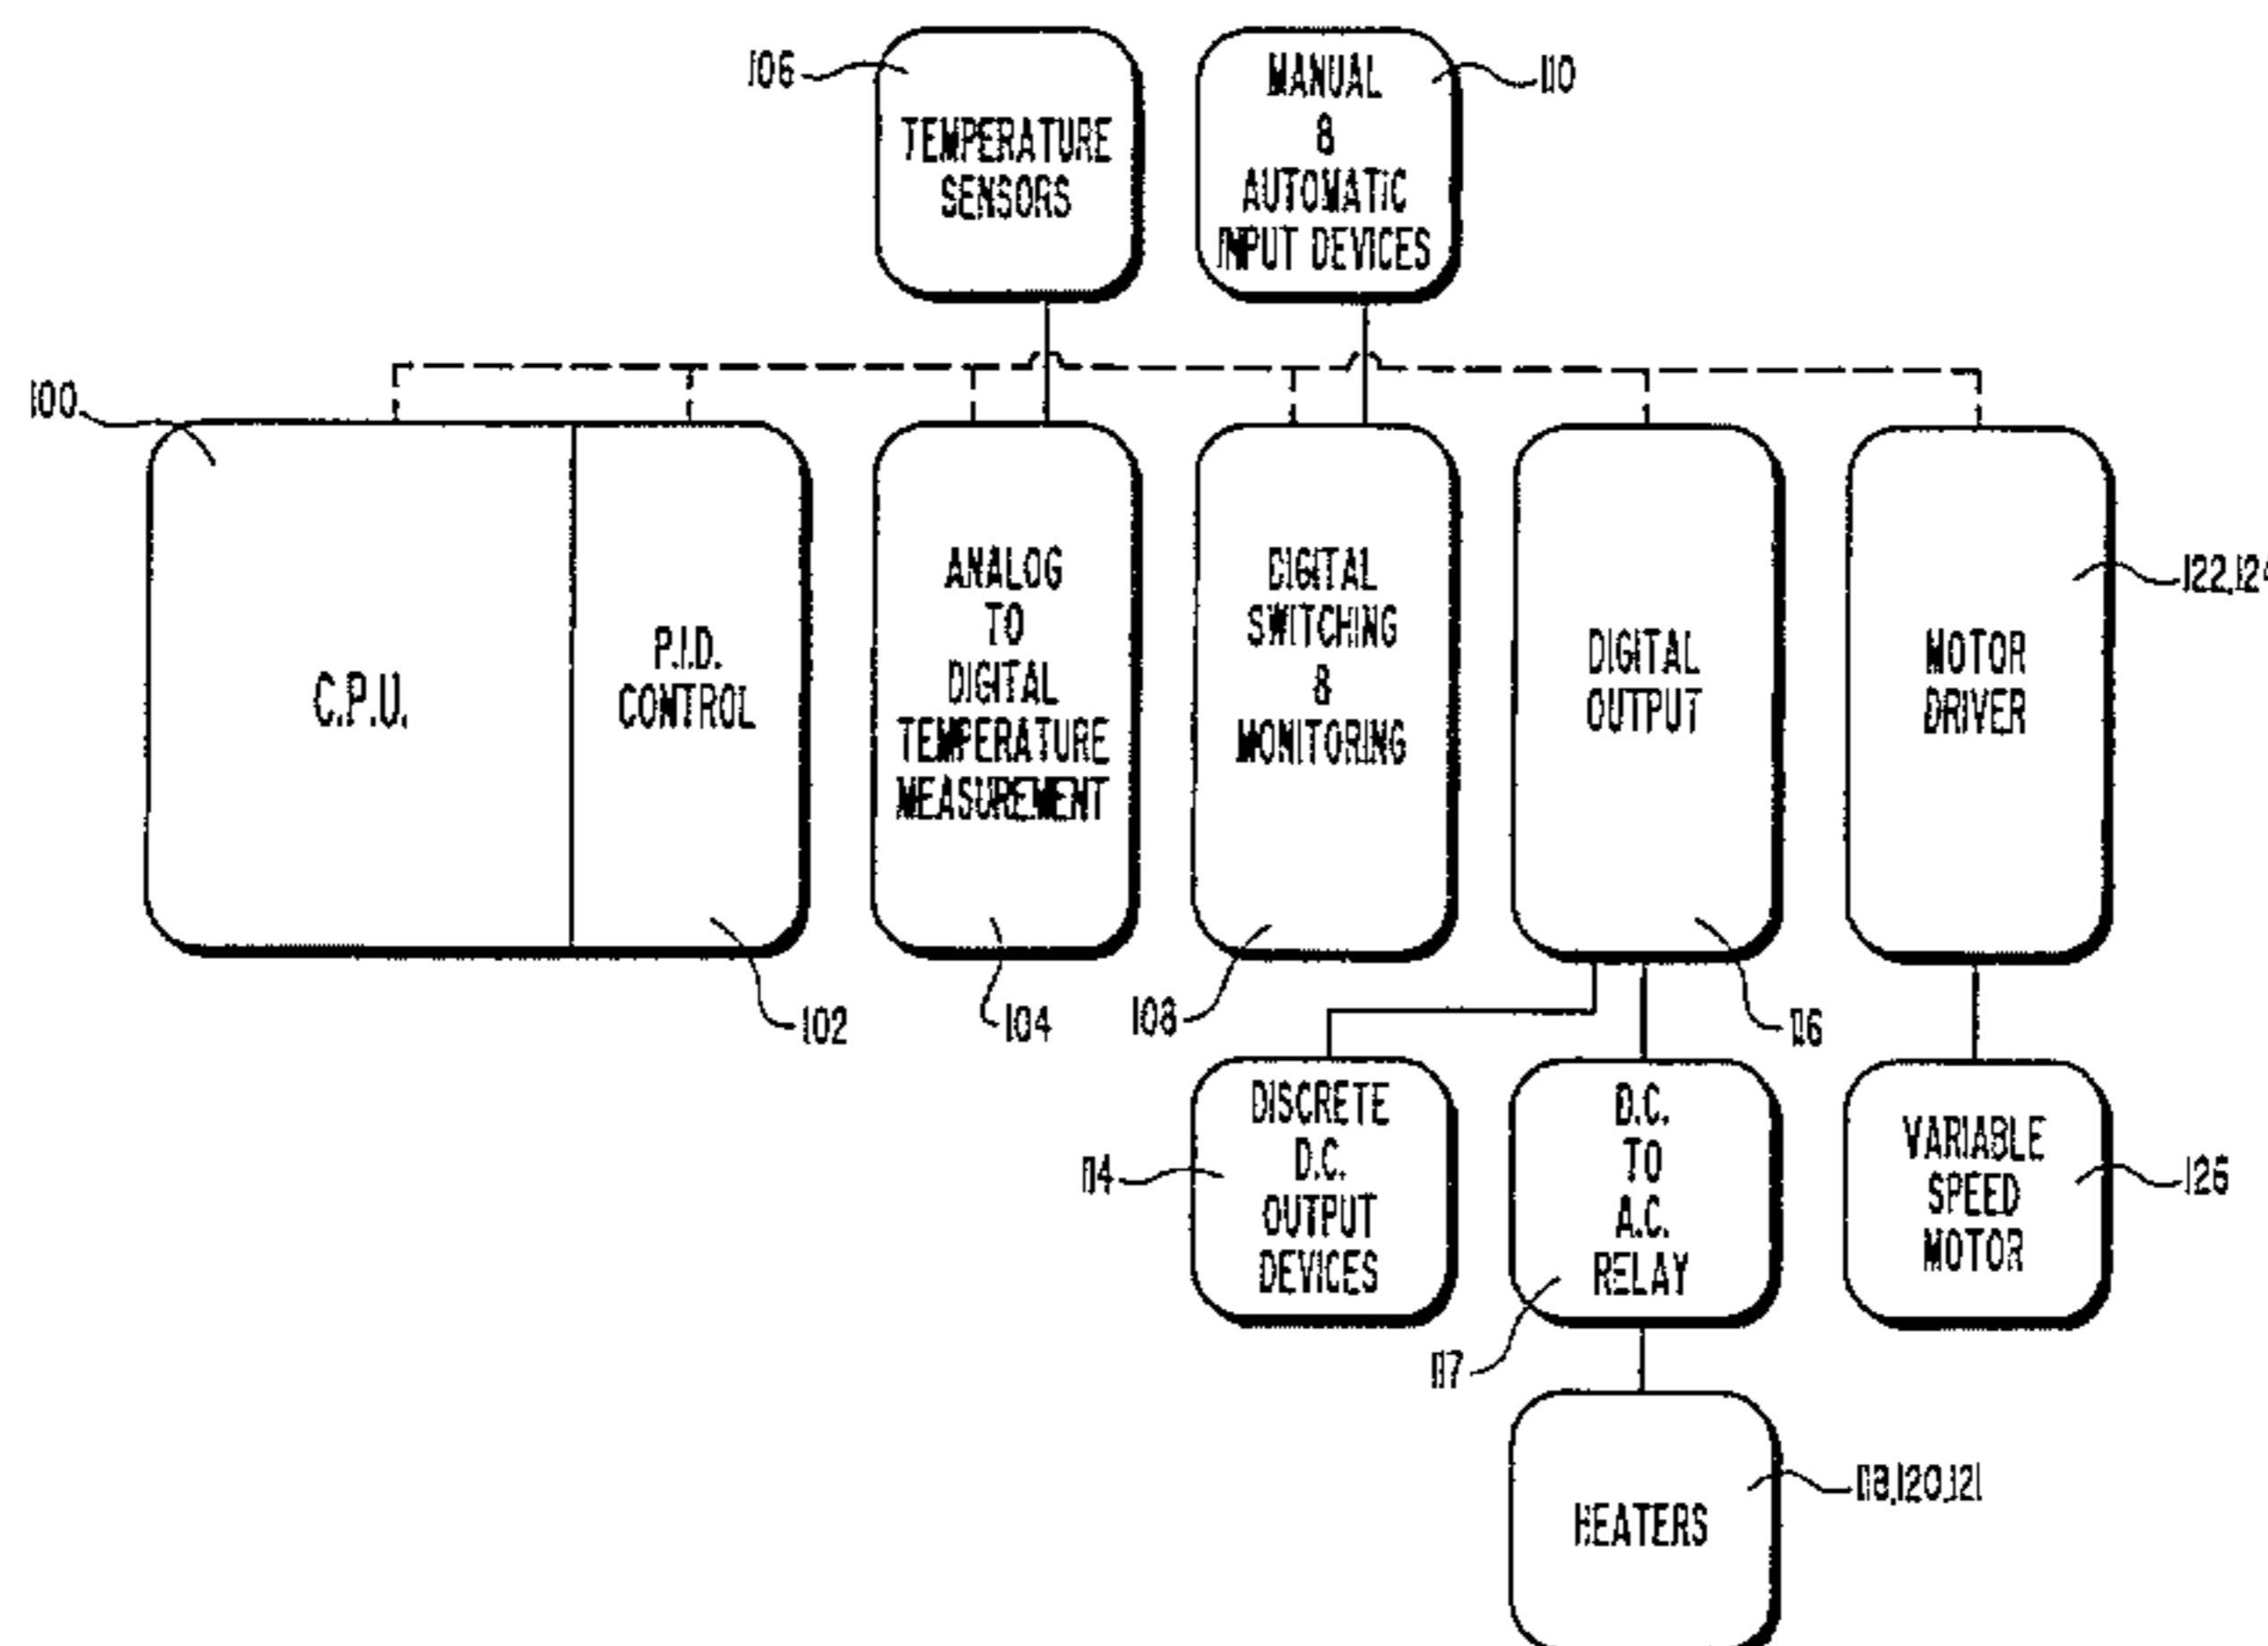 106
TEMPERATURE
SENSORS
MANUAL
&
AUTOMATIC
INPUT DEVICES
110
100
C.P.U.
P.I.D.
CONTROL
102
ANALOG
TO
DIGITAL
TEMPERATURE
MEASUREMENT
104
DIGITAL
SWITCHING
&
MONITORING
108
DIGITAL
OUTPUT
116
MOTOR
DRIVER
122,124
DISCRETE
D.C.
OUTPUT
DEVICES
114
D.C.
TO
A.C.
RELAY
117
VARIABLE
SPEED
MOTOR
126
HEATERS
118,120,121